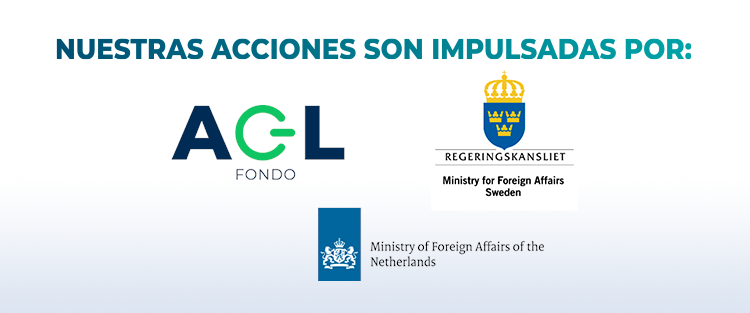 NUESTRAS ACCIONES SON IMPULSADAS POR:
AGL
FONDO
REGERINGSKANSLIET
Ministry for Foreign Affairs
Sweden
Ministry of Foreign Affairs of the
Netherlands